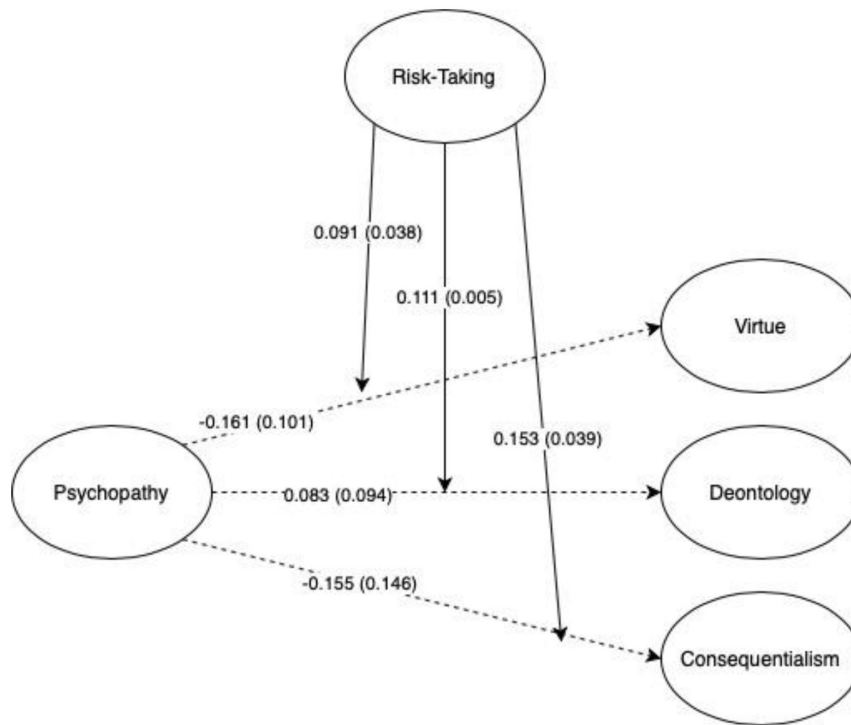 Risk-Taking
0.091 (0.038)
0.111 (0.005)
Virtue
-0.161 (0.101)
0.153 (0.039)
Psychopathy
0.083 (0.094)
Deontology
-0.155 (0.146)
Consequentialism